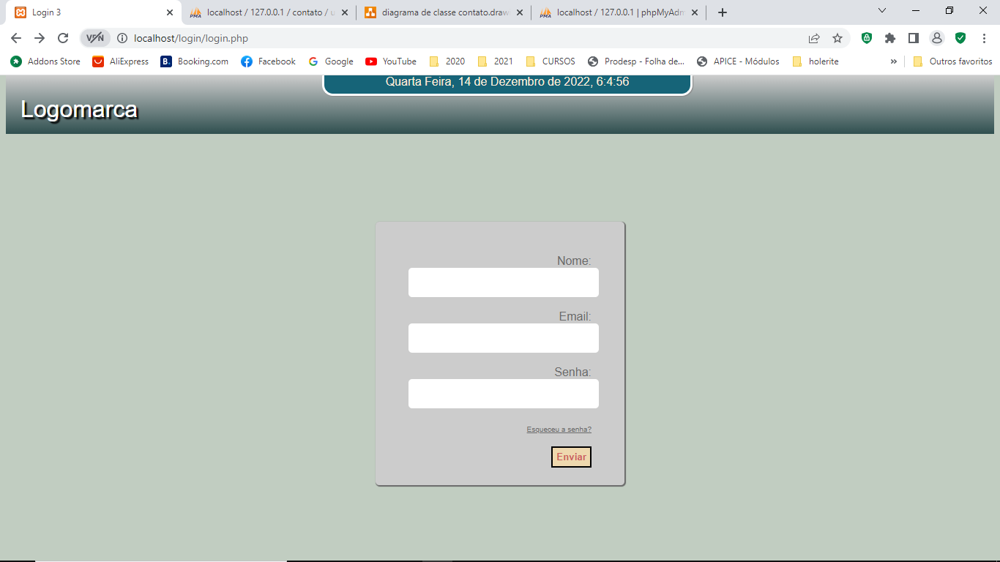 Login 3
localhost / 127.0.0.1 / contato / u
diagrama de classe contato.draw
localhost / 127.0.0.1 | phpMyAdm
VPN
localhost/login/login.php
Addons Store
AliExpress
B.
Booking.com
Facebook
Google
YouTube
2020
2021
CURSOS
Prodesp - Folha de...
APICE - Módulos
holerite
»
Outros favoritos
Quarta Feira, 14 de Dezembro de 2022, 6:4:56
Logomarca
Nome:
Email:
Senha:
Esqueceu a senha?
Enviar